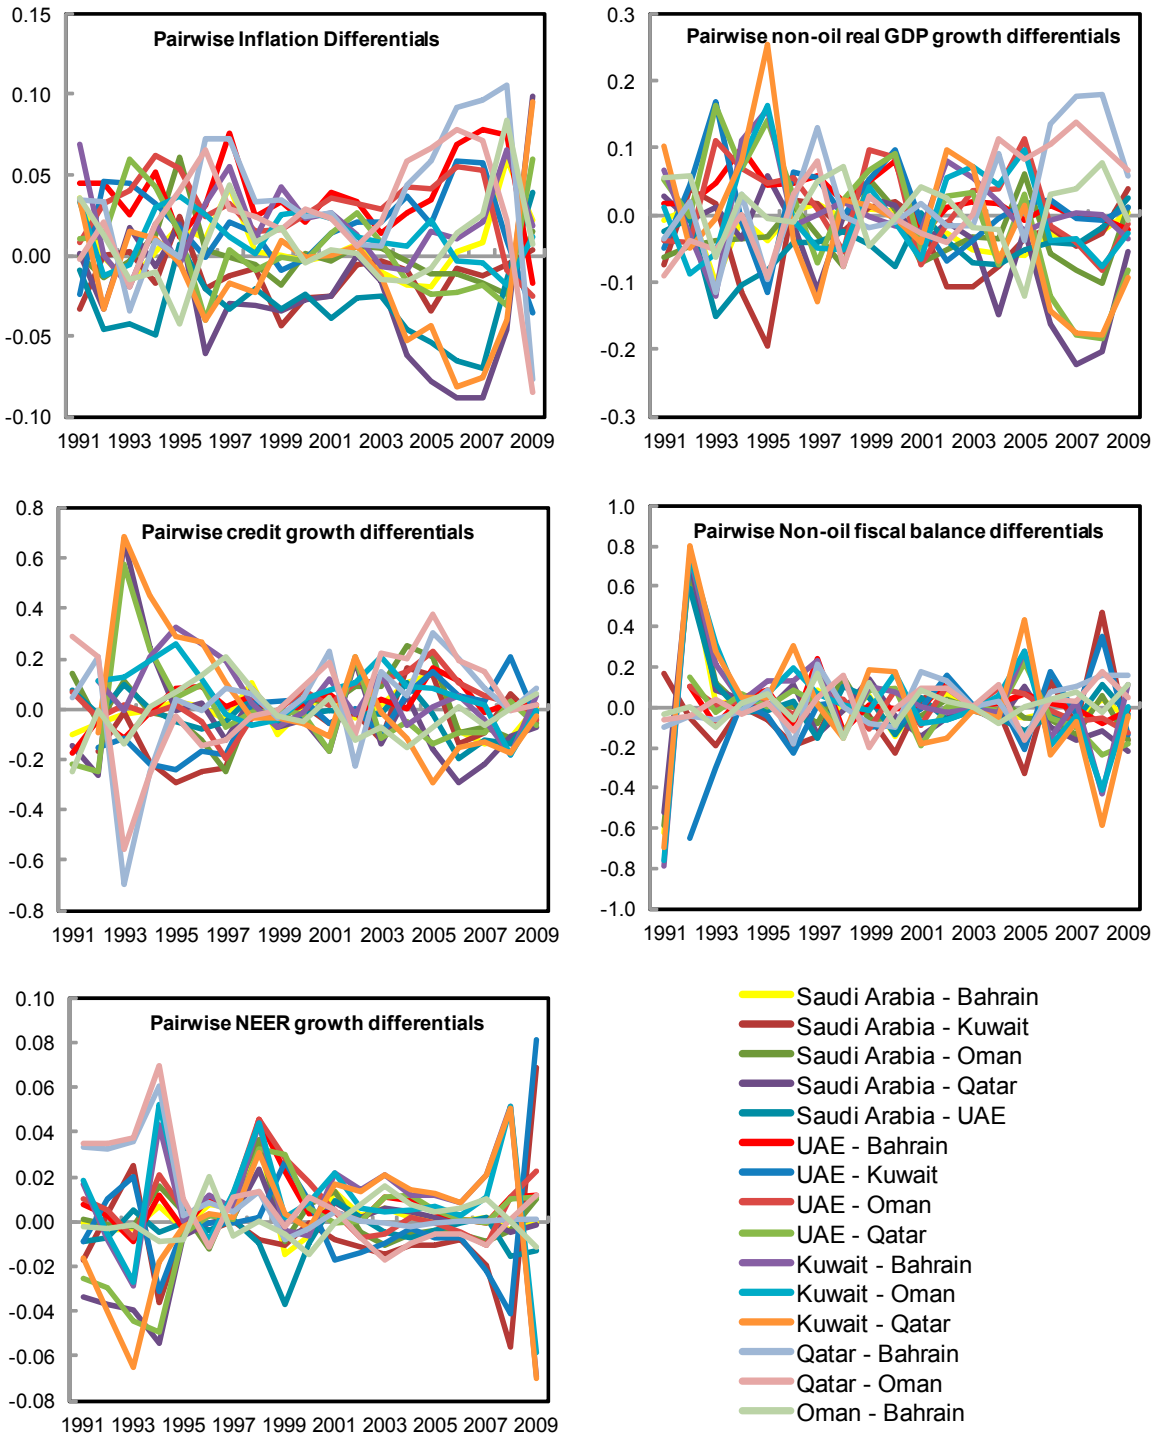 Pairwise Inflation Differentials
0.15
0.10
0.05
0.00
-0.05
-0.10
1991 1993 1995 1997 1999 2001 2003 2005 2007 2009
Pairwise non-oil real GDP growth differentials
0.3
0.2
0.1
0.0
-0.1
-0.2
-0.3
1991 1993 1995 1997 1999 2001 2003 2005 2007 2009
Pairwise credit growth differentials
0.8
0.6
0.4
0.2
0.0
-0.2
-0.4
-0.6
-0.8
1991 1993 1995 1997 1999 2001 2003 2005 2007 2009
Pairwise Non-oil fiscal balance differentials
1.0
0.8
0.6
0.4
0.2
0.0
-0.2
-0.4
-0.6
-0.8
-1.0
1991 1993 1995 1997 1999 2001 2003 2005 2007 2009
Pairwise NEER growth differentials
0.10
0.08
0.06
0.04
0.02
0.00
-0.02
-0.04
-0.06
-0.08
1991 1993 1995 1997 1999 2001 2003 2005 2007 2009
Saudi Arabia - Bahrain
Saudi Arabia - Kuwait
Saudi Arabia - Oman
Saudi Arabia - Qatar
Saudi Arabia - UAE
UAE - Bahrain
UAE - Kuwait
UAE - Oman
UAE - Qatar
Kuwait - Bahrain
Kuwait - Oman
Kuwait - Qatar
Qatar - Bahrain
Qatar - Oman
Oman - Bahrain